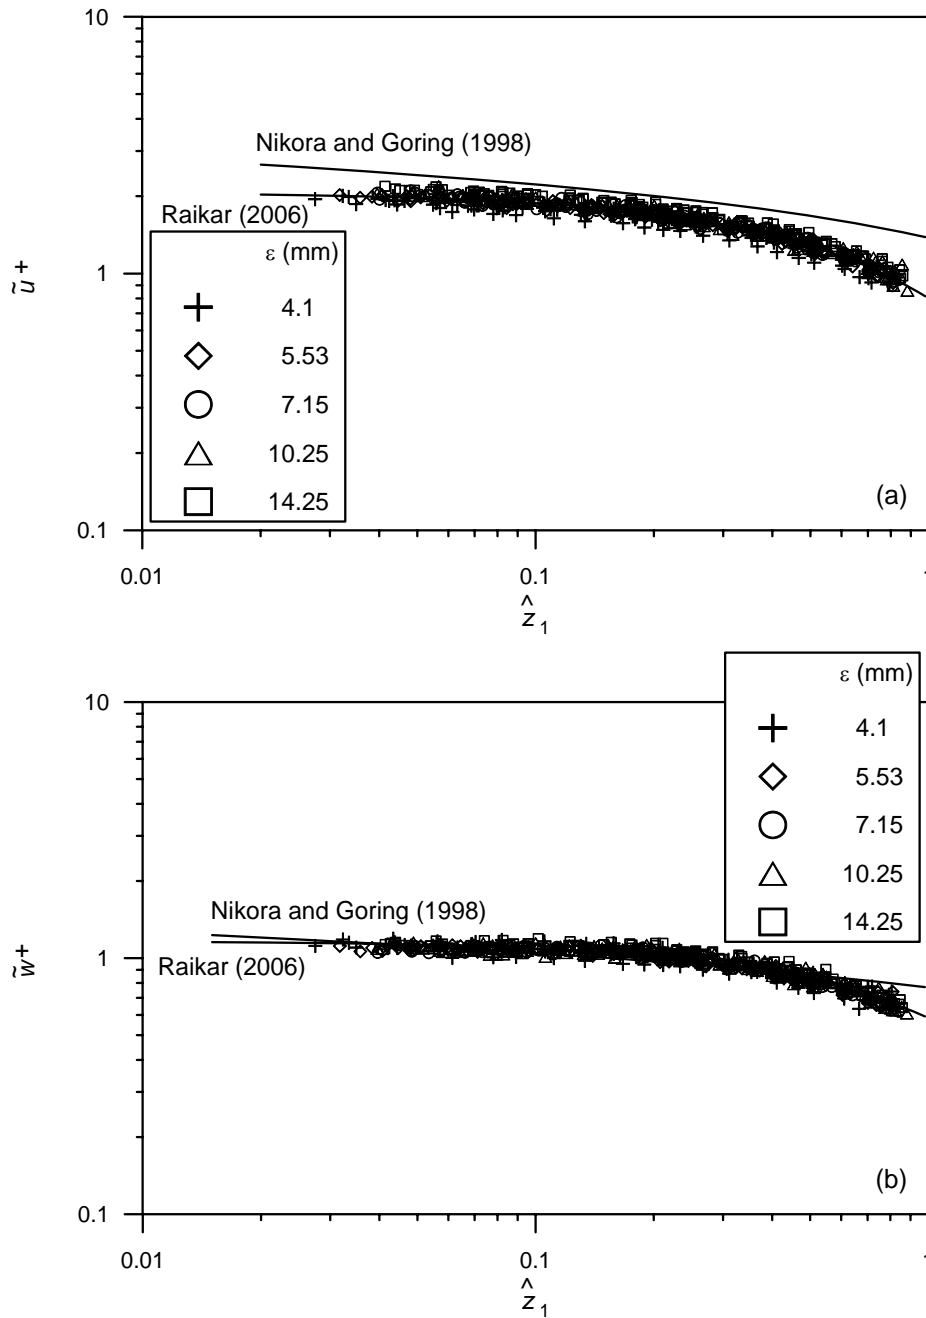 10
Nikora and Goring (1998)
Raikar (2006)
ε (mm)
4.1
5.53
7.15
10.25
14.25
1
ũ+
(a)
0.1
0.01
0.1
1
ẑ1
ε (mm)
4.1
5.53
7.15
10.25
14.25
10
Nikora and Goring (1998)
Raikar (2006)
1
w̃+
(b)
0.1
0.01
0.1
1
ẑ1